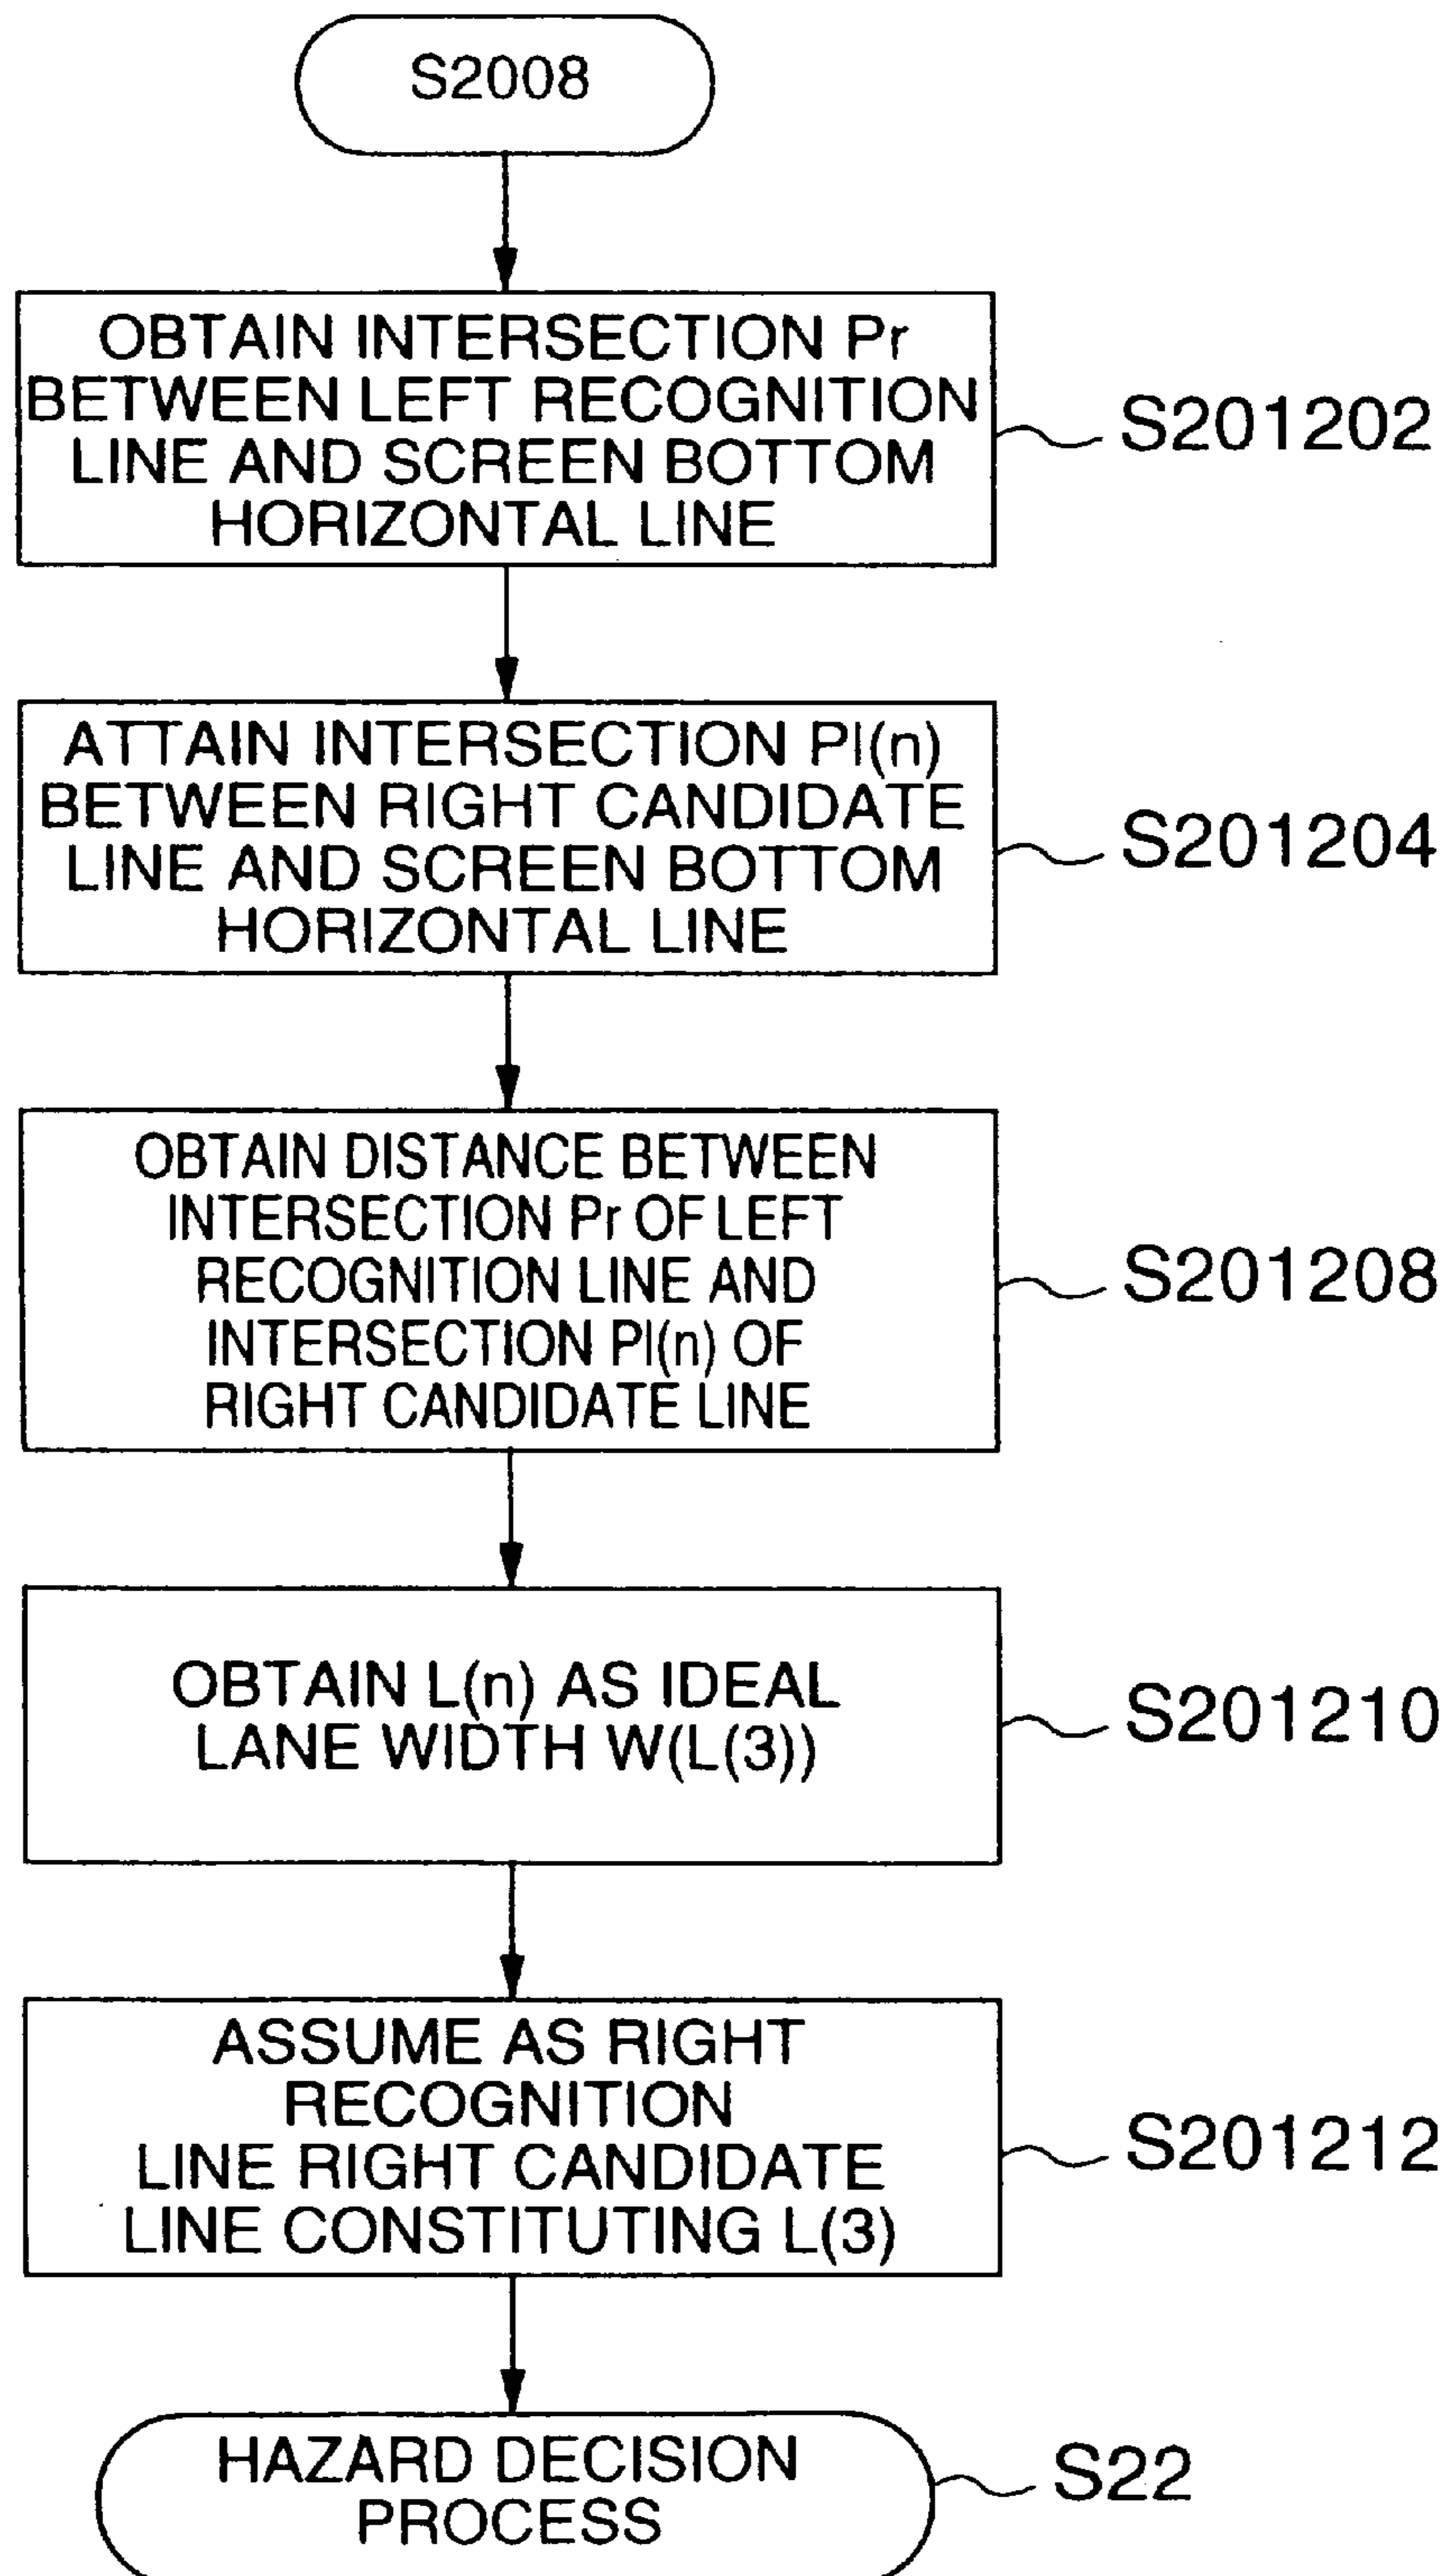 S2008
OBTAIN INTERSECTION Pr
BETWEEN LEFT RECOGNITION
LINE AND SCREEN BOTTOM
HORIZONTAL LINE
S201202
ATTAIN INTERSECTION Pl(n)
BETWEEN RIGHT CANDIDATE
LINE AND SCREEN BOTTOM
HORIZONTAL LINE
S201204
OBTAIN DISTANCE BETWEEN
INTERSECTION Pr OF LEFT
RECOGNITION LINE AND
INTERSECTION Pl(n) OF
RIGHT CANDIDATE LINE
S201208
OBTAIN L(n) AS IDEAL
LANE WIDTH W(L(3))
S201210
ASSUME AS RIGHT
RECOGNITION
LINE RIGHT CANDIDATE
LINE CONSTITUTING L(3)
S201212
HAZARD DECISION
PROCESS
S22